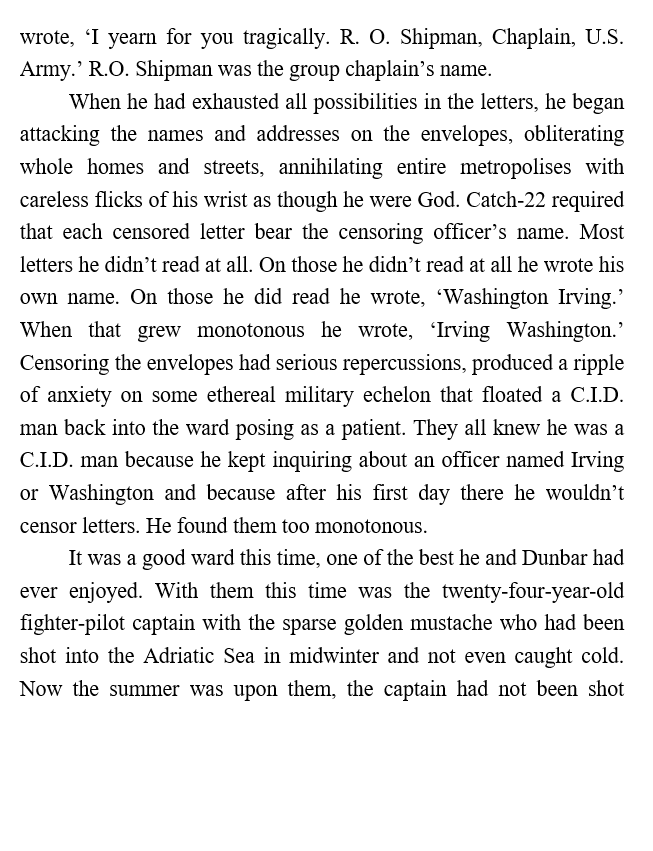 wrote, ‘I yearn for you tragically. R. O. Shipman, Chaplain, U.S.
Army.’ R.O. Shipman was the group chaplain’s name.
When he had exhausted all possibilities in the letters, he began
attacking the names and addresses on the envelopes, obliterating
whole homes and streets, annihilating entire metropolises with
careless flicks of his wrist as though he were God. Catch-22 required
that each censored letter bear the censoring officer’s name. Most
letters he didn’t read at all. On those he didn’t read at all he wrote his
own name. On those he did read he wrote, ‘Washington Irving.’
When that grew monotonous he wrote, ‘Irving Washington.’
Censoring the envelopes had serious repercussions, produced a ripple
of anxiety on some ethereal military echelon that floated a C.I.D.
man back into the ward posing as a patient. They all knew he was a
C.I.D. man because he kept inquiring about an officer named Irving
or Washington and because after his first day there he wouldn’t
censor letters. He found them too monotonous.
It was a good ward this time, one of the best he and Dunbar had
ever enjoyed. With them this time was the twenty-four-year-old
fighter-pilot captain with the sparse golden mustache who had been
shot into the Adriatic Sea in midwinter and not even caught cold.
Now the summer was upon them, the captain had not been shot